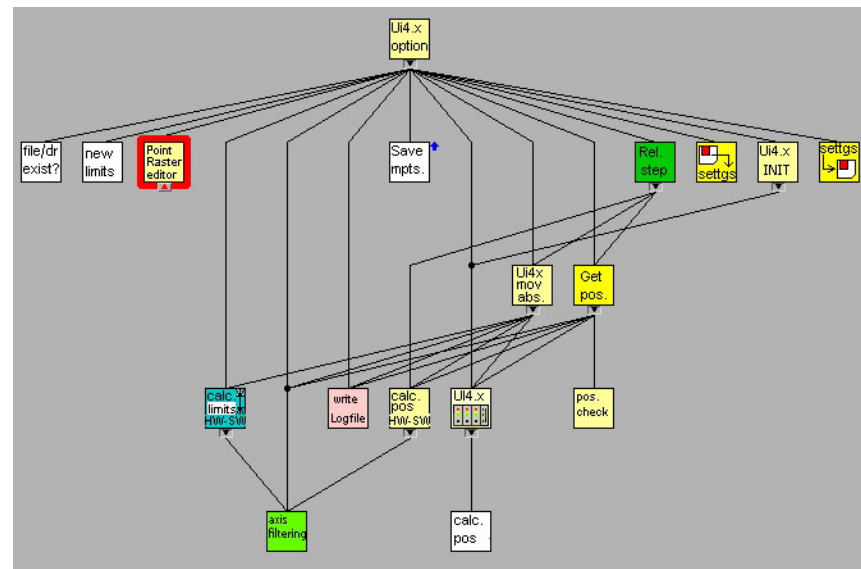 Ui4.x
option
file/dr
exist?
new
limits
Point
Raster
editor
Save
mpts.
Rel.
step
settgs
Ui4.x
INIT
settgs
Ui4x
mov
abs.
Get
pos.
calc.
limits
HW-SW
write
Logfile
calc.
pos
HW-SW
UI4.x
pos.
check
axis
filtering
calc.
pos